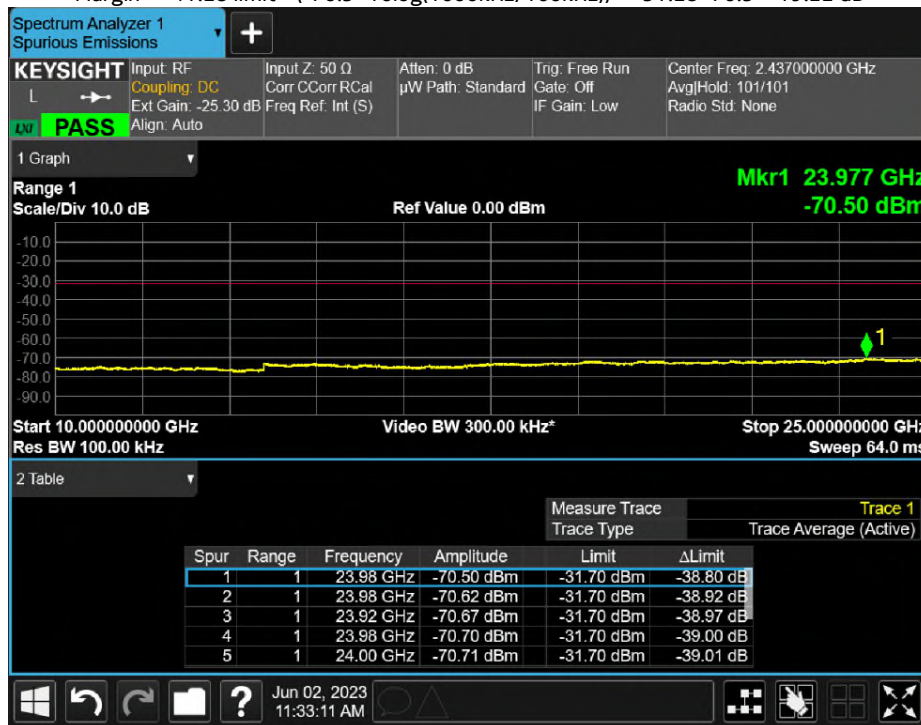 Spectrum Analyzer 1
Spurious Emissions
KEYSIGHT
L
LXI PASS
Input: RF
Coupling: DC
Ext Gain: -25.30 dB
Align: Auto
Input Z: 50 Ω
Corr CCorr RCal
Freq Ref: Int (S)
Atten: 0 dB
µW Path: Standard
Trig: Free Run
Gate: Off
IF Gain: Low
Center Freq: 2.437000000 GHz
Avg|Hold: 101/101
Radio Std: None
1 Graph
Range 1
Scale/Div 10.0 dB
Ref Value 0.00 dBm
Mkr1 23.977 GHz
-70.50 dBm
-10.0
-20.0
-30.0
-40.0
-50.0
-60.0
-70.0
-80.0
-90.0
1
Start 10.000000000 GHz
Res BW 100.00 kHz
Video BW 300.00 kHz*
Stop 25.000000000 GHz
Sweep 64.0 ms
2 Table
Measure Trace Trace 1
Trace Type Trace Average (Active)
Spur Range Frequency Amplitude Limit ΔLimit
1 1 23.98 GHz -70.50 dBm -31.70 dBm -38.80 dB
2 1 23.98 GHz -70.62 dBm -31.70 dBm -38.92 dB
3 1 23.92 GHz -70.67 dBm -31.70 dBm -38.97 dB
4 1 23.98 GHz -70.70 dBm -31.70 dBm -39.00 dB
5 1 24.00 GHz -70.71 dBm -31.70 dBm -39.01 dB
?
Jun 02, 2023
11:33:11 AM